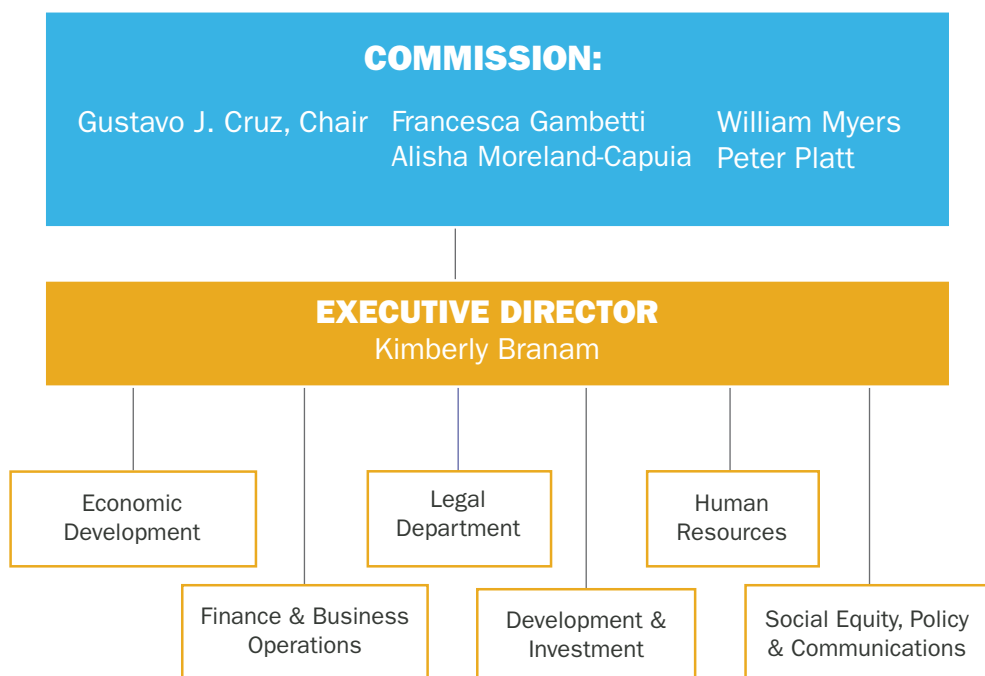 COMMISSION:
Gustavo J. Cruz, Chair
Francesca Gambetti
Alisha Moreland-Capuia
William Myers
Peter Platt
EXECUTIVE DIRECTOR
Kimberly Branam
Economic
Development
Legal
Department
Human
Resources
Finance & Business
Operations
Development &
Investment
Social Equity, Policy
& Communications